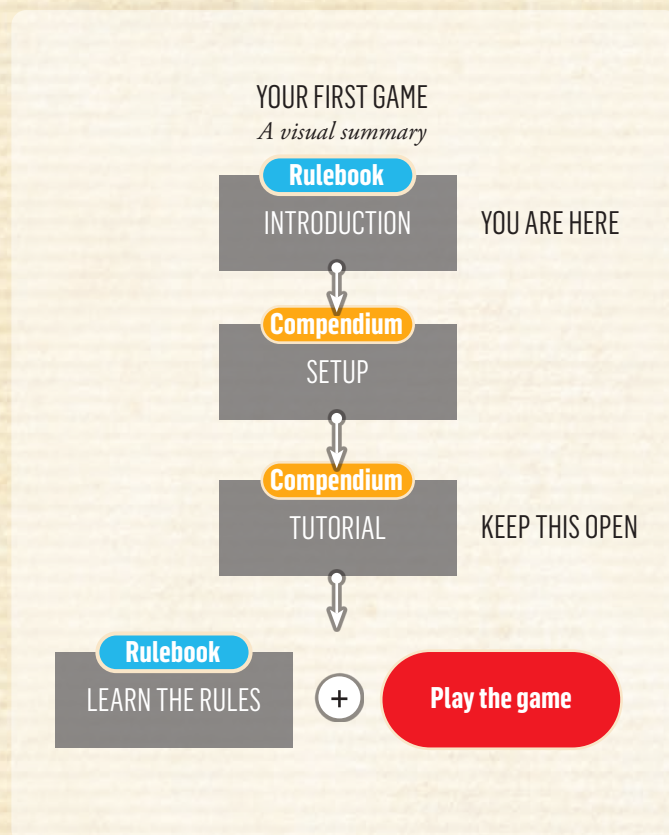 YOUR FIRST GAME
A visual summary
Rulebook
INTRODUCTION
YOU ARE HERE
Compendium
SETUP
Compendium
TUTORIAL
KEEP THIS OPEN
Rulebook
LEARN THE RULES
+
Play the game